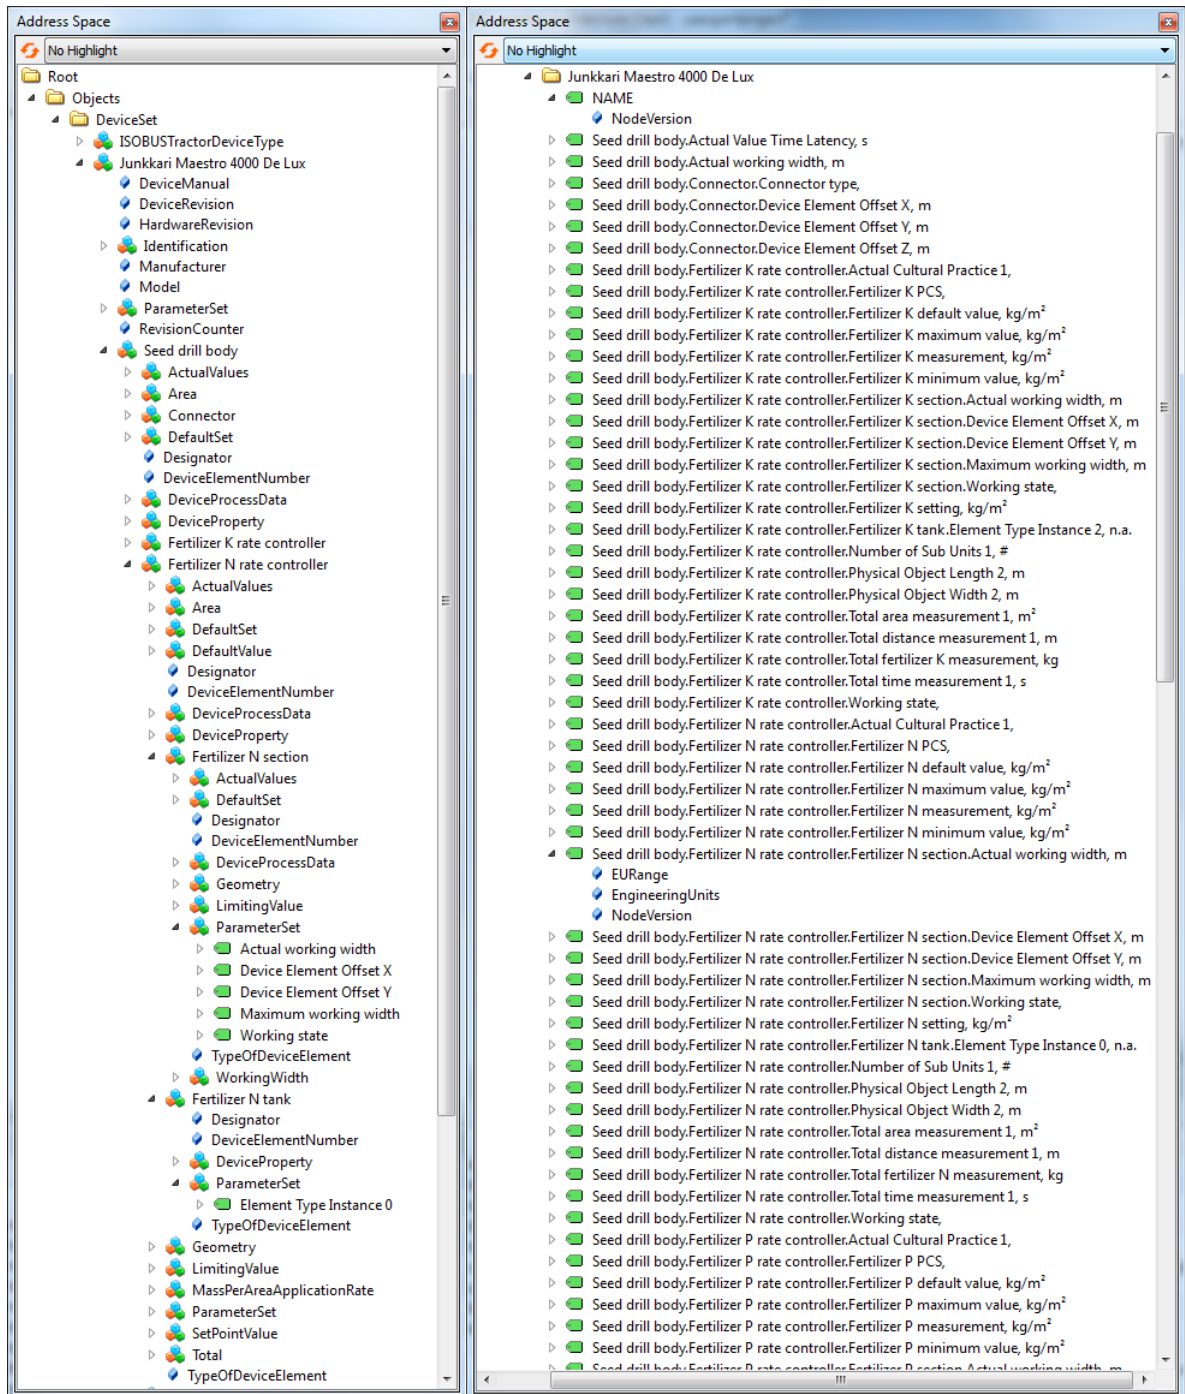 Address Space
No Highlight
Root
Objects
DeviceSet
ISOBUSTractorDeviceType
Junkkari Maestro 4000 De Lux
DeviceManual
DeviceRevision
HardwareRevision
Identification
Manufacturer
Model
ParameterSet
RevisionCounter
Seed drill body
ActualValues
Area
Connector
DefaultSet
Designator
DeviceElementNumber
DeviceProcessData
DeviceProperty
Fertilizer K rate controller
Fertilizer N rate controller
ActualValues
Area
DefaultSet
DefaultValue
Designator
DeviceElementNumber
DeviceProcessData
DeviceProperty
Fertilizer N section
ActualValues
DefaultSet
Designator
DeviceElementNumber
DeviceProcessData
Geometry
LimitingValue
ParameterSet
Actual working width
Device Element Offset X
Device Element Offset Y
Maximum working width
Working state
TypeOfDeviceElement
WorkingWidth
Fertilizer N tank
Designator
DeviceElementNumber
DeviceProperty
ParameterSet
Element Type Instance 0
TypeOfDeviceElement
Geometry
LimitingValue
MassPerAreaApplicationRate
ParameterSet
SetPointValue
Total
TypeOfDeviceElement
Address Space
No Highlight
Junkkari Maestro 4000 De Lux
NAME
NodeVersion
Seed drill body.Actual Value Time Latency, s
Seed drill body.Actual working width, m
Seed drill body.Connector.Connector type,
Seed drill body.Connector.Device Element Offset X, m
Seed drill body.Connector.Device Element Offset Y, m
Seed drill body.Connector.Device Element Offset Z, m
Seed drill body.Fertilizer K rate controller.Actual Cultural Practice 1,
Seed drill body.Fertilizer K rate controller.Fertilizer K PCS,
Seed drill body.Fertilizer K rate controller.Fertilizer K default value, kg/m²
Seed drill body.Fertilizer K rate controller.Fertilizer K maximum value, kg/m²
Seed drill body.Fertilizer K rate controller.Fertilizer K measurement, kg/m²
Seed drill body.Fertilizer K rate controller.Fertilizer K minimum value, kg/m²
Seed drill body.Fertilizer K rate controller.Fertilizer K section.Actual working width, m
Seed drill body.Fertilizer K rate controller.Fertilizer K section.Device Element Offset X, m
Seed drill body.Fertilizer K rate controller.Fertilizer K section.Device Element Offset Y, m
Seed drill body.Fertilizer K rate controller.Fertilizer K section.Maximum working width, m
Seed drill body.Fertilizer K rate controller.Fertilizer K section.Working state,
Seed drill body.Fertilizer K rate controller.Fertilizer K setting, kg/m²
Seed drill body.Fertilizer K rate controller.Fertilizer K tank.Element Type Instance 2, n.a.
Seed drill body.Fertilizer K rate controller.Number of Sub Units 1, #
Seed drill body.Fertilizer K rate controller.Physical Object Length 2, m
Seed drill body.Fertilizer K rate controller.Physical Object Width 2, m
Seed drill body.Fertilizer K rate controller.Total area measurement 1, m²
Seed drill body.Fertilizer K rate controller.Total distance measurement 1, m
Seed drill body.Fertilizer K rate controller.Total fertilizer K measurement, kg
Seed drill body.Fertilizer K rate controller.Total time measurement 1, s
Seed drill body.Fertilizer K rate controller.Working state,
Seed drill body.Fertilizer N rate controller.Actual Cultural Practice 1,
Seed drill body.Fertilizer N rate controller.Fertilizer N PCS,
Seed drill body.Fertilizer N rate controller.Fertilizer N default value, kg/m²
Seed drill body.Fertilizer N rate controller.Fertilizer N maximum value, kg/m²
Seed drill body.Fertilizer N rate controller.Fertilizer N measurement, kg/m²
Seed drill body.Fertilizer N rate controller.Fertilizer N minimum value, kg/m²
Seed drill body.Fertilizer N rate controller.Fertilizer N section.Actual working width, m
EURange
EngineeringUnits
NodeVersion
Seed drill body.Fertilizer N rate controller.Fertilizer N section.Device Element Offset X, m
Seed drill body.Fertilizer N rate controller.Fertilizer N section.Device Element Offset Y, m
Seed drill body.Fertilizer N rate controller.Fertilizer N section.Maximum working width, m
Seed drill body.Fertilizer N rate controller.Fertilizer N section.Working state,
Seed drill body.Fertilizer N rate controller.Fertilizer N setting, kg/m²
Seed drill body.Fertilizer N rate controller.Fertilizer N tank.Element Type Instance 0, n.a.
Seed drill body.Fertilizer N rate controller.Number of Sub Units 1, #
Seed drill body.Fertilizer N rate controller.Physical Object Length 2, m
Seed drill body.Fertilizer N rate controller.Physical Object Width 2, m
Seed drill body.Fertilizer N rate controller.Total area measurement 1, m²
Seed drill body.Fertilizer N rate controller.Total distance measurement 1, m
Seed drill body.Fertilizer N rate controller.Total fertilizer N measurement, kg
Seed drill body.Fertilizer N rate controller.Total time measurement 1, s
Seed drill body.Fertilizer N rate controller.Working state,
Seed drill body.Fertilizer P rate controller.Actual Cultural Practice 1,
Seed drill body.Fertilizer P rate controller.Fertilizer P PCS,
Seed drill body.Fertilizer P rate controller.Fertilizer P default value, kg/m²
Seed drill body.Fertilizer P rate controller.Fertilizer P maximum value, kg/m²
Seed drill body.Fertilizer P rate controller.Fertilizer P measurement, kg/m²
Seed drill body.Fertilizer P rate controller.Fertilizer P minimum value, kg/m²
Seed drill body.Fertilizer P rate controller.Fertilizer P section.Actual working width, m